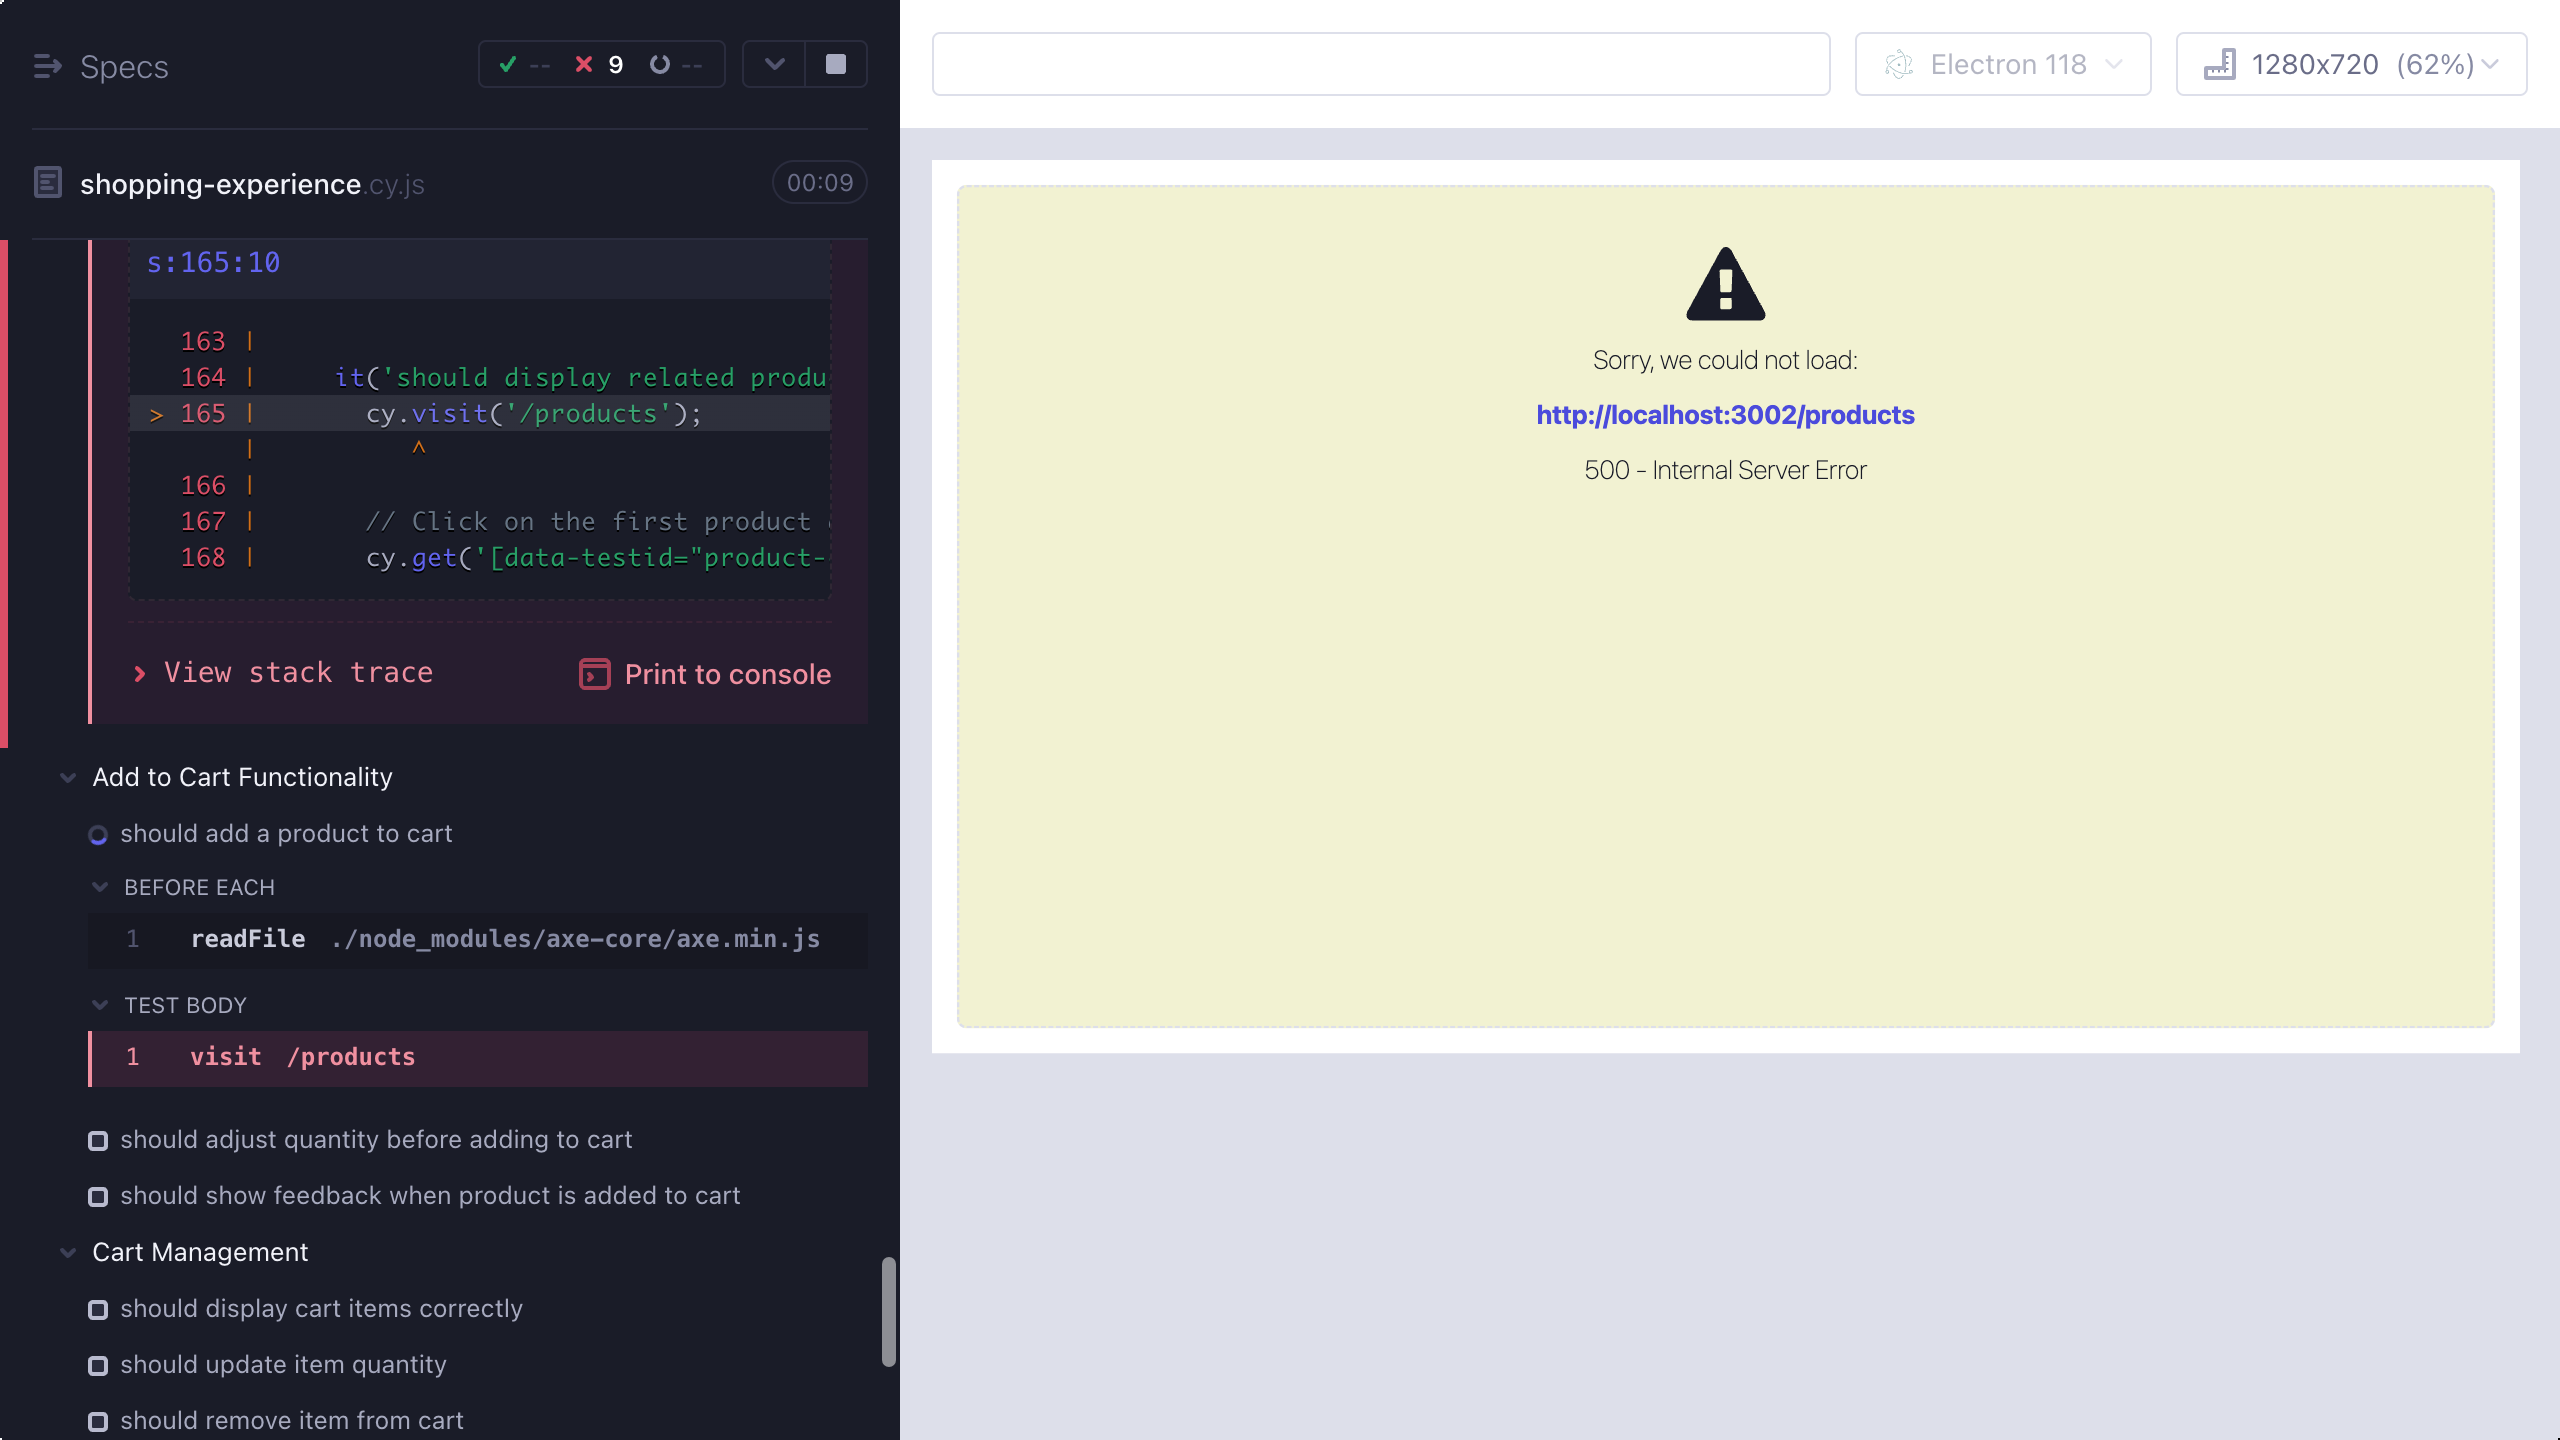 Specs
-- 9 --
shopping-experience.cy.js
00:09
s:165:10
163 |
164 | it('should display related produ
> 165 | cy.visit('/products');
| ^
166 |
167 | // Click on the first product
168 | cy.get('[data-testid="product-
View stack trace
Print to console
Add to Cart Functionality
should add a product to cart
BEFORE EACH
1 readFile ./node_modules/axe-core/axe.min.js
TEST BODY
1 visit /products
should adjust quantity before adding to cart
should show feedback when product is added to cart
Cart Management
should display cart items correctly
should update item quantity
should remove item from cart
Electron 118
1280x720 (62%)
Sorry, we could not load:
http://localhost:3002/products
500 - Internal Server Error